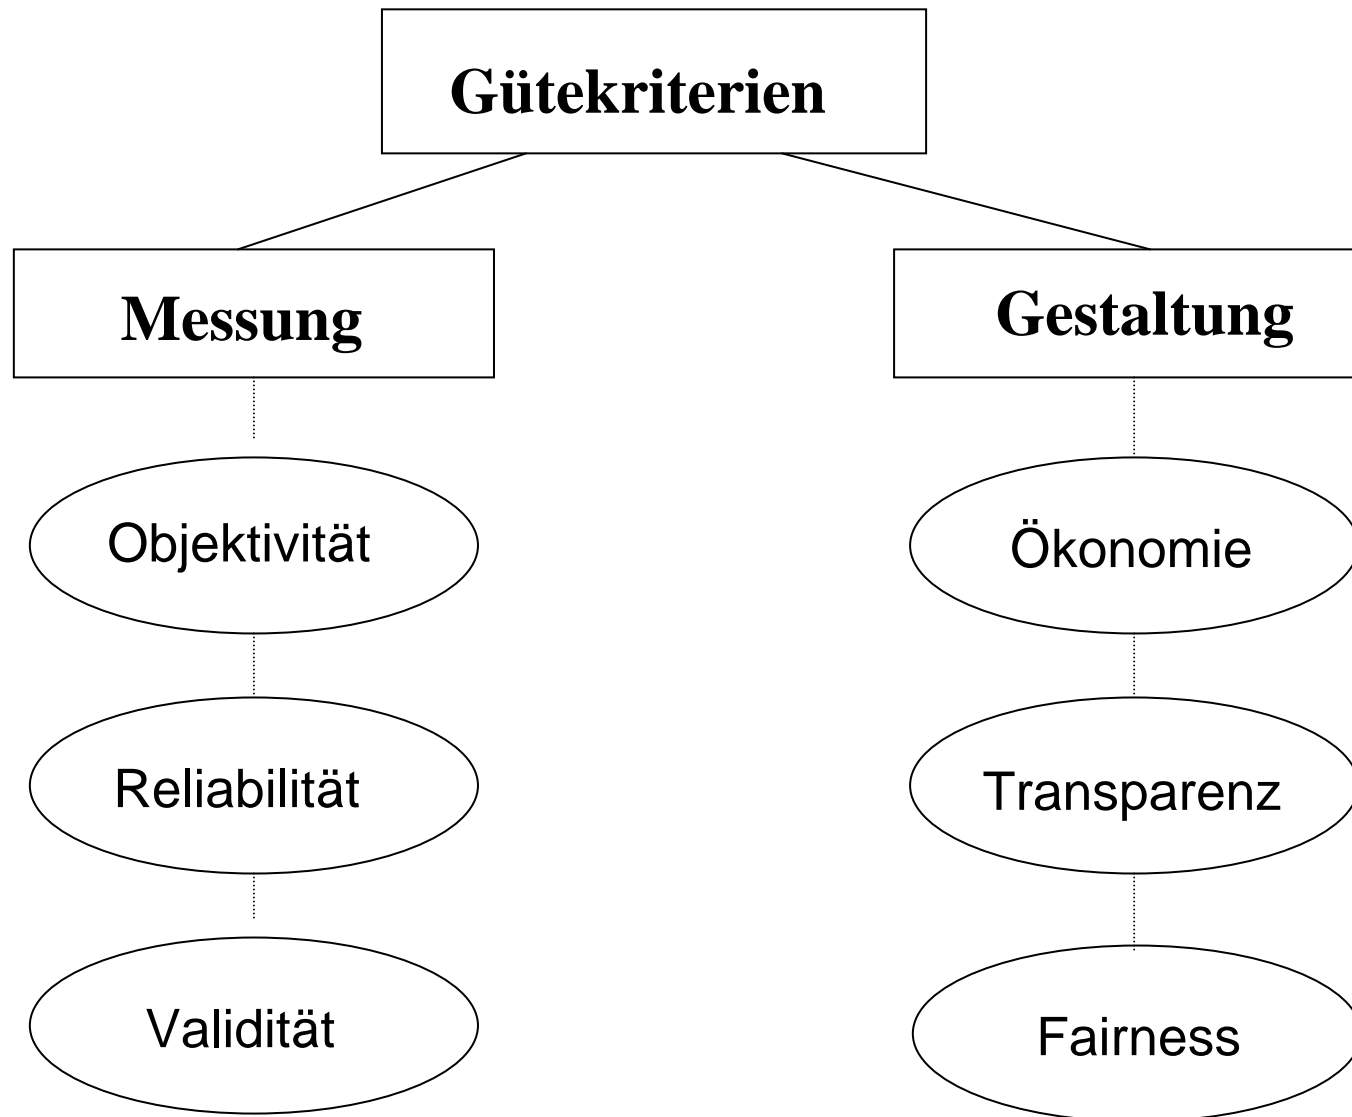 Gütekriterien
Messung
Gestaltung
Objektivität
Ökonomie
Reliabilität
Transparenz
Validität
Fairness